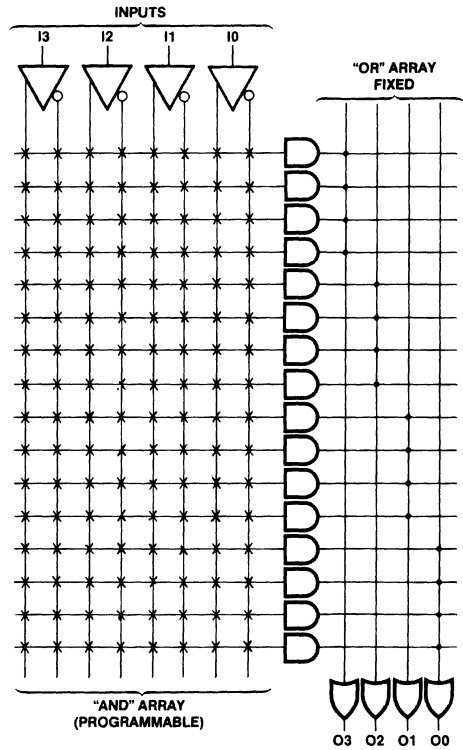 INPUTS
I3 I2 I1 I0
“OR” ARRAY
FIXED
“AND” ARRAY
(PROGRAMMABLE)
O3 O2 O1 O0